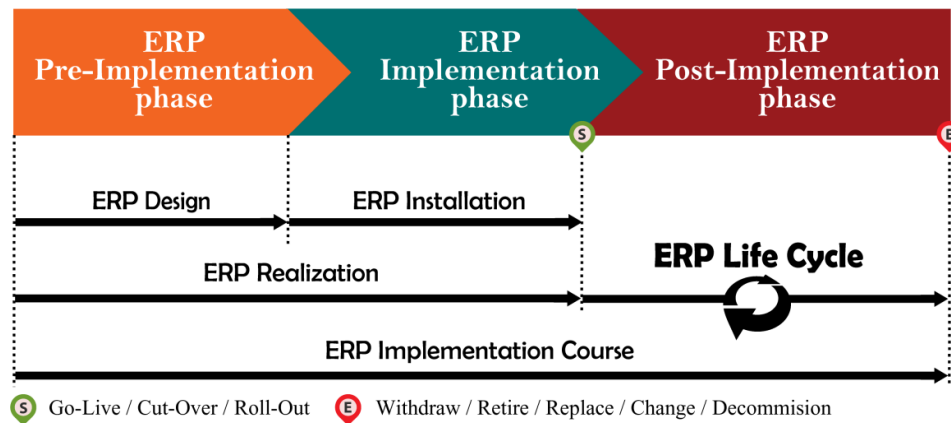 ERP
Pre-Implementation
phase
ERP
Implementation
phase
ERP
Post-Implementation
phase
S
E
ERP Design
ERP Installation
ERP Realization
ERP Life Cycle
ERP Implementation Course
S Go-Live / Cut-Over / Roll-Out E Withdraw / Retire / Replace / Change / Decommision